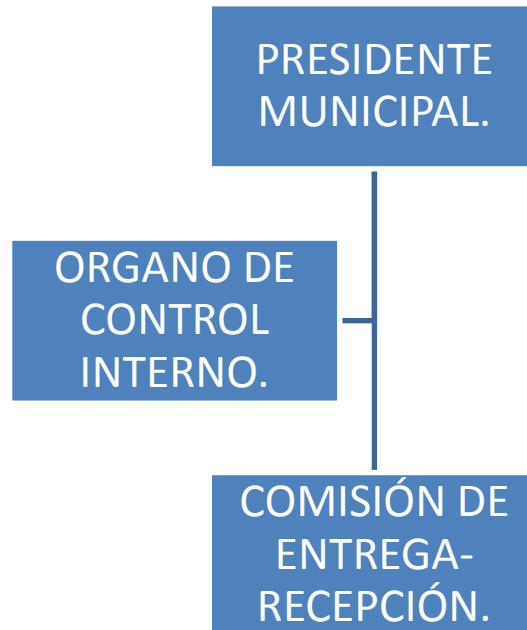 PRESIDENTE
MUNICIPAL.
ORGANO DE
CONTROL
INTERNO.
COMISIÓN DE
ENTREGA-
RECEPCIÓN.